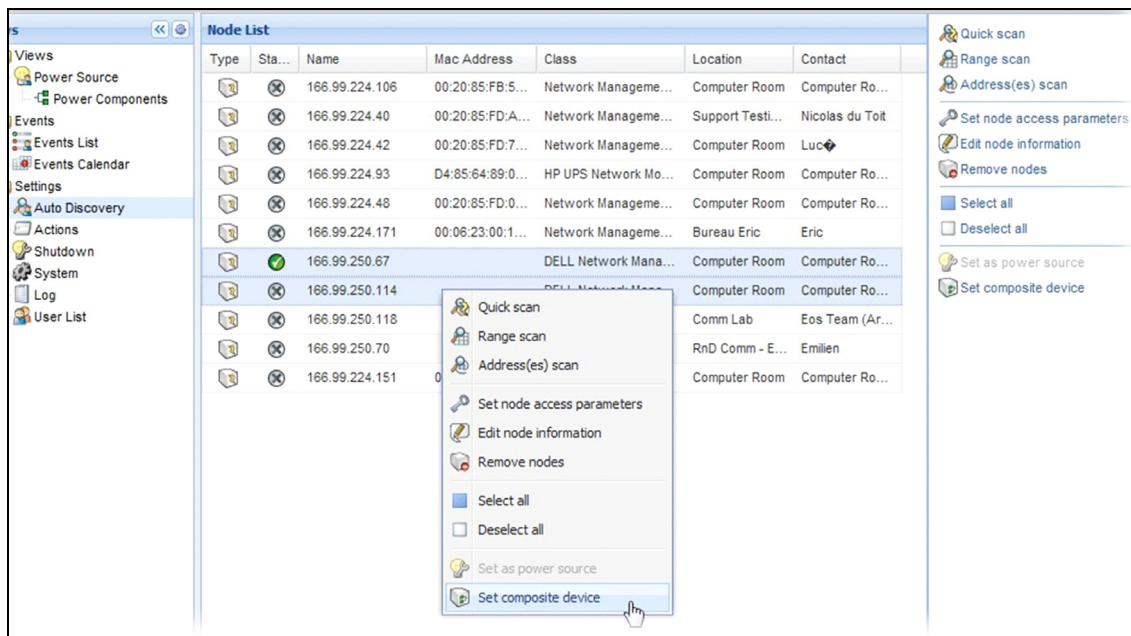 s
Views
Power Source
Power Components
Events
Events List
Events Calendar
Settings
Auto Discovery
Actions
Shutdown
System
Log
User List
Node List
Type Sta... Name Mac Address Class Location Contact
166.99.224.106 00:20:85:FB:5... Network Manageme... Computer Room Computer Ro...
166.99.224.40 00:20:85:FD:A... Network Manageme... Support Testi... Nicolas du Toit
166.99.224.42 00:20:85:FD:7... Network Manageme... Computer Room Luc�
166.99.224.93 D4:85:64:89:0... HP UPS Network Mo... Computer Room Computer Ro...
166.99.224.48 00:20:85:FD:0... Network Manageme... Computer Room Computer Ro...
166.99.224.171 00:06:23:00:1... Network Manageme... Bureau Eric Eric
166.99.250.67 DELL Network Mana... Computer Room Computer Ro...
166.99.250.114 DELL Network Mana... Computer Room Computer Ro...
166.99.250.118 Comm Lab Eos Team (Ar...
166.99.250.70 RnD Comm - E... Emilien
166.99.224.151 0 Computer Room Computer Ro...
Quick scan
Range scan
Address(es) scan
Set node access parameters
Edit node information
Remove nodes
Select all
Deselect all
Set as power source
Set composite device
Quick scan
Range scan
Address(es) scan
Set node access parameters
Edit node information
Remove nodes
Select all
Deselect all
Set as power source
Set composite device